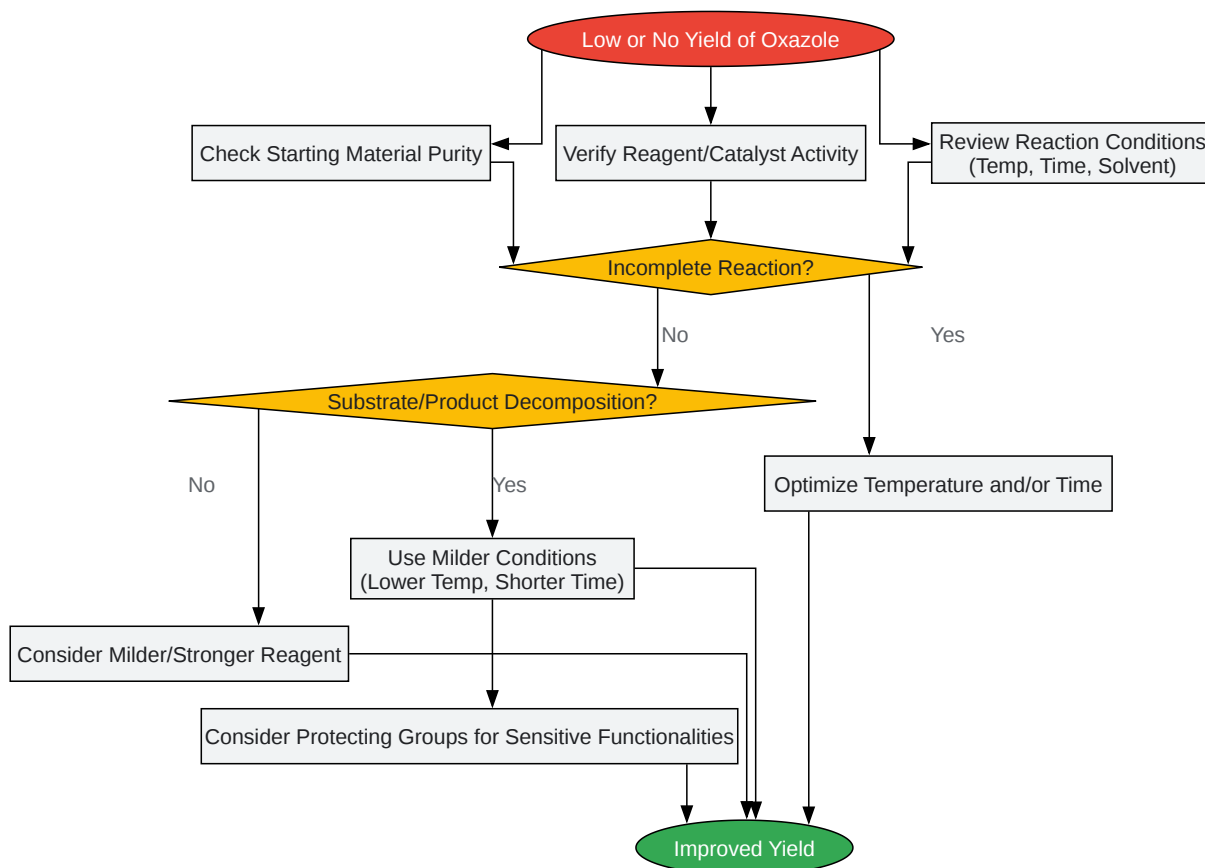 Low or No Yield of Oxazole
Check Starting Material Purity
Verify Reagent/Catalyst Activity
Review Reaction Conditions
(Temp, Time, Solvent)
Incomplete Reaction?
No
Yes
Substrate/Product Decomposition?
No
Yes
Optimize Temperature and/or Time
Use Milder Conditions
(Lower Temp, Shorter Time)
Consider Milder/Stronger Reagent
Consider Protecting Groups for Sensitive Functionalities
Improved Yield